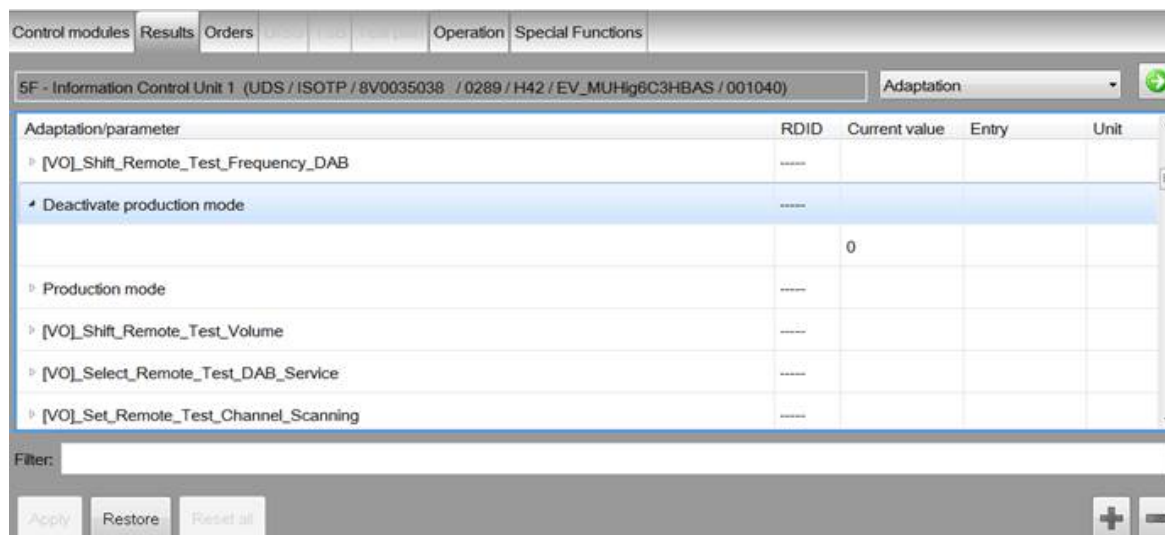 Control modules Results Orders Operation Special Functions
5F - Information Control Unit 1 (UDS / ISOTP / 8V0035038 / 0289 / H42 / EV_MUHig6C3HBAS / 001040) Adaptation
Adaptation/parameter RDID Current value Entry Unit
[VO]_Shift_Remote_Test_Frequency_DAB -----
Deactivate production mode -----
0
Production mode -----
[VO]_Shift_Remote_Test_Volume -----
[VO]_Select_Remote_Test_DAB_Service -----
[VO]_Set_Remote_Test_Channel_Scanning -----
Filter:
Apply Restore Reset all